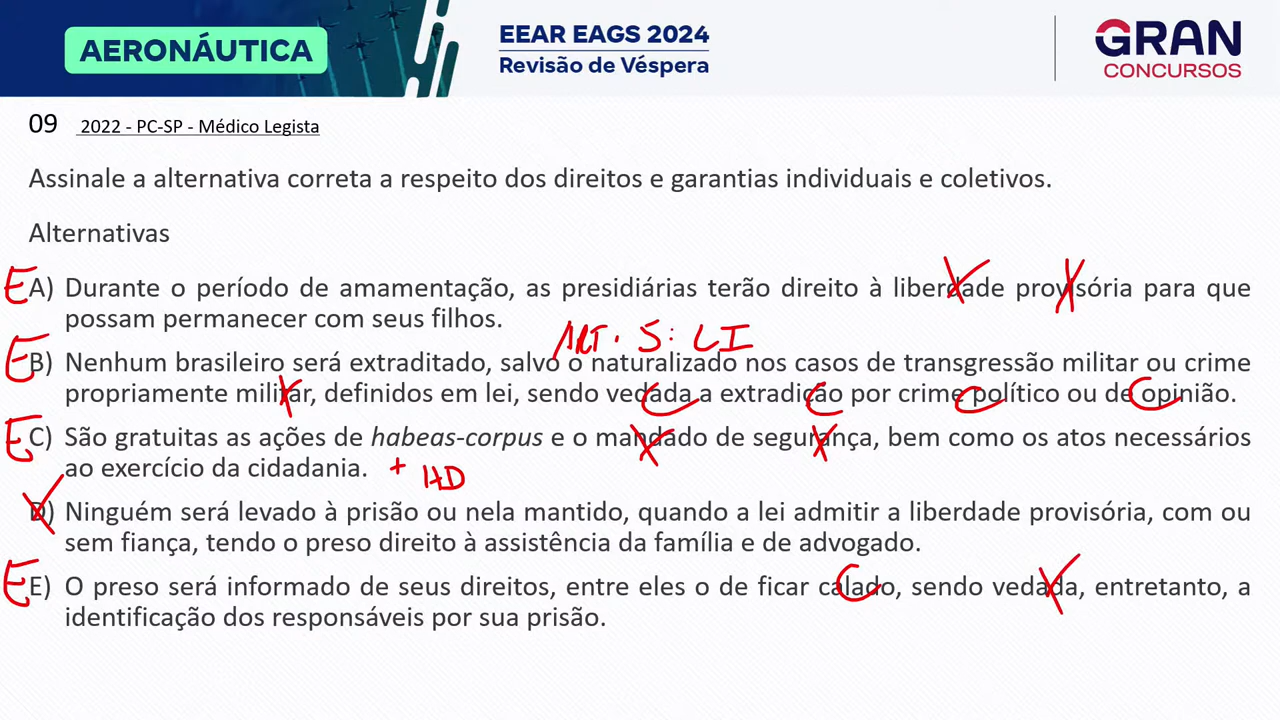 AERONÁUTICA
EEAR EAGS 2024
Revisão de Véspera
GRAN
CONCURSOS
09 2022 - PC-SP - Médico Legista
Assinale a alternativa correta a respeito dos direitos e garantias individuais e coletivos.
Alternativas
E A) Durante o período de amamentação, as presidiárias terão direito à liberdade provisória para que
possam permanecer com seus filhos.
ART. 5: LI
E B) Nenhum brasileiro será extraditado, salvo o naturalizado nos casos de transgressão militar ou crime
propriamente militar, definidos em lei, sendo vedada a extradição por crime político ou de opinião.
E C) São gratuitas as ações de habeas-corpus e o mandado de segurança, bem como os atos necessários
ao exercício da cidadania. + HD
D) Ninguém será levado à prisão ou nela mantido, quando a lei admitir a liberdade provisória, com ou
sem fiança, tendo o preso direito à assistência da família e de advogado.
E E) O preso será informado de seus direitos, entre eles o de ficar calado, sendo vedada, entretanto, a
identificação dos responsáveis por sua prisão.